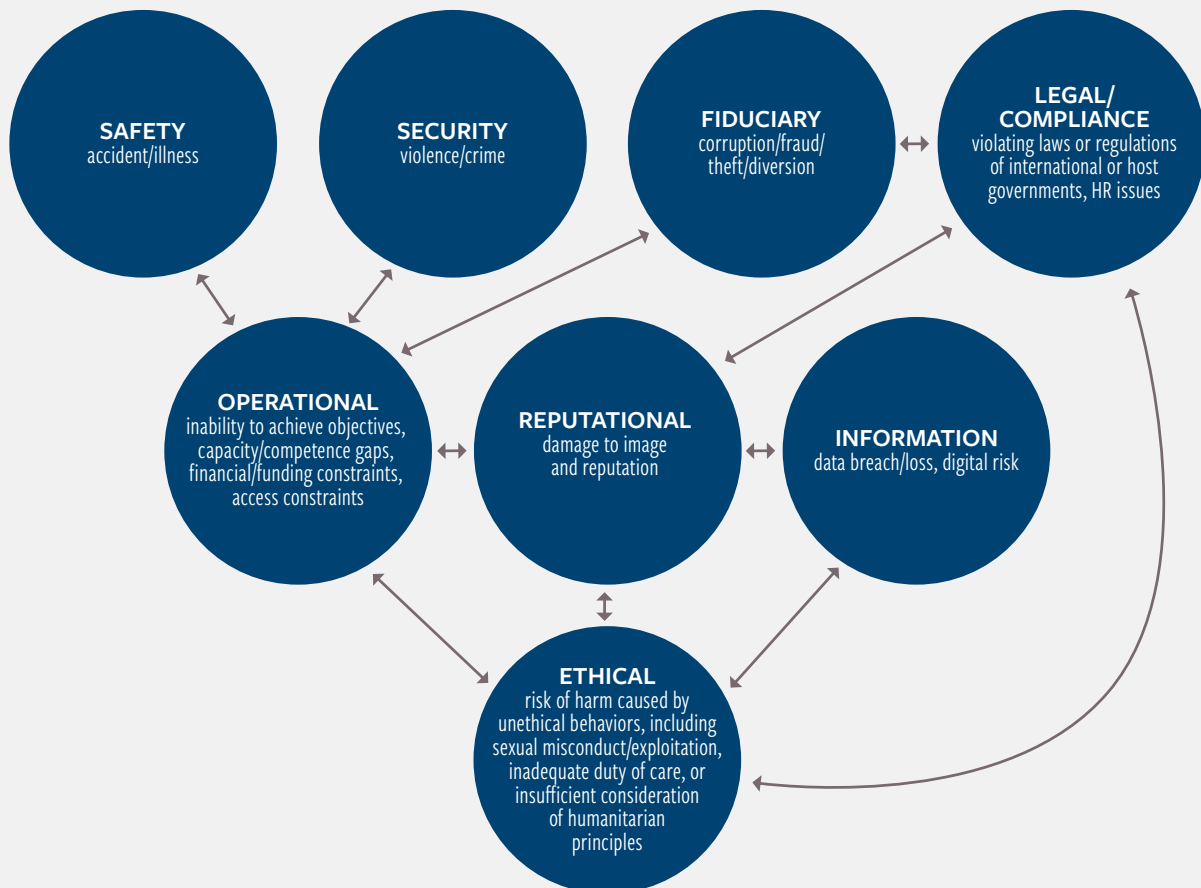 SAFETY
accident/illness
SECURITY
violence/crime
FIDUCIARY
corruption/fraud/
theft/diversion
LEGAL/
COMPLIANCE
violating laws or regulations
of international or host
governments, HR issues
OPERATIONAL
inability to achieve objectives,
capacity/competence gaps,
financial/funding constraints,
access constraints
REPUTATIONAL
damage to image
and reputation
INFORMATION
data breach/loss, digital risk
ETHICAL
risk of harm caused by
unethical behaviors, including
sexual misconduct/exploitation,
inadequate duty of care, or
insufficient consideration
of humanitarian
principles